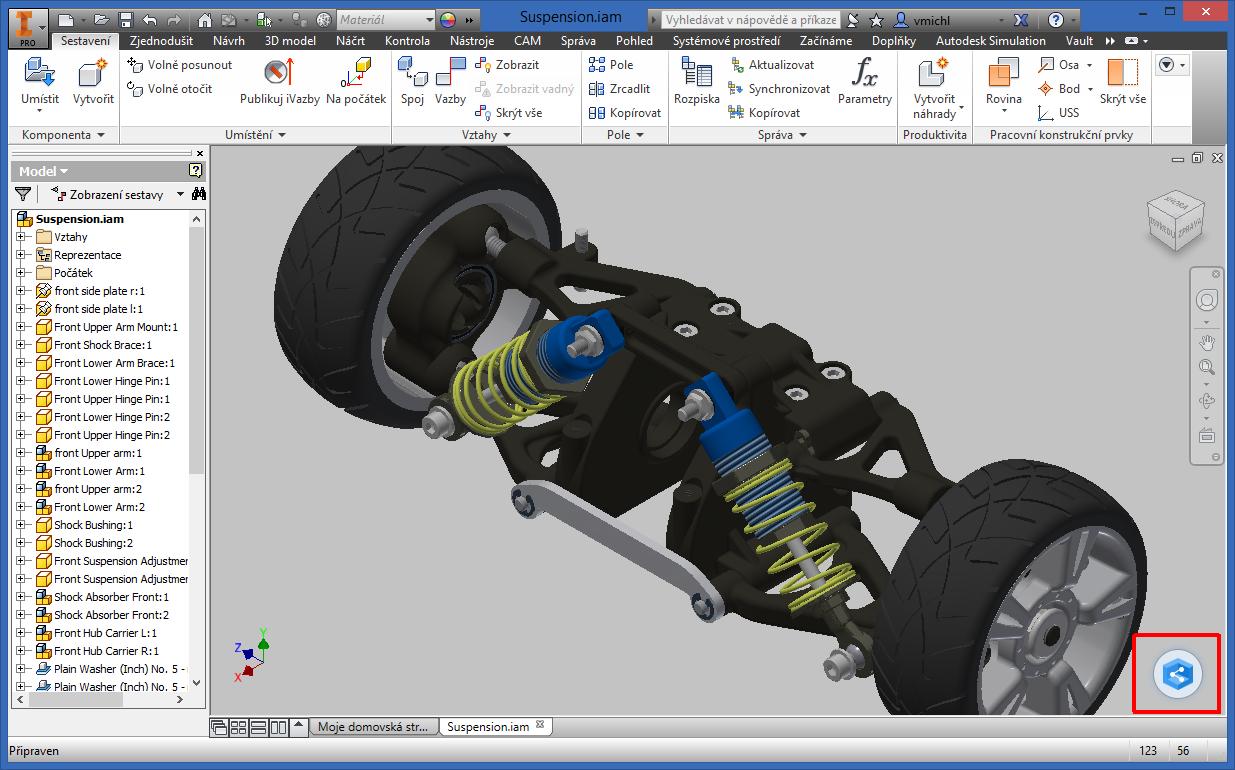 PRO
Materiál
Suspension.iam
Vyhledávat v nápovědě a příkaze
vmichl
Sestavení Zjednodušit Návrh 3D model Náčrt Kontrola Nástroje CAM Správa Pohled Systémové prostředí Začínáme Doplňky Autodesk Simulation Vault
Umístit
Vytvořit
Volně posunout
Volně otočit
Publikuj iVazby
Na počátek
Spoj
Vazby
Zobrazit
Zobrazit vadný
Skrýt vše
Pole
Zrcadlit
Kopírovat
Rozpiska
Aktualizovat
Synchronizovat
Kopírovat
fx
Parametry
Vytvořit
náhrady
Rovina
Osa
Bod
USS
Skrýt vše
Komponenta Umístění Vztahy Pole Správa Produktivita Pracovní konstrukční prvky
Model
Zobrazení sestavy
Suspension.iam
Vztahy
Reprezentace
Počátek
front side plate r:1
front side plate l:1
Front Upper Arm Mount:1
Front Shock Brace:1
Front Lower Arm Brace:1
Front Lower Hinge Pin:1
Front Upper Hinge Pin:1
Front Lower Hinge Pin:2
Front Upper Hinge Pin:2
front Upper arm:1
Front Lower Arm:1
front Upper arm:2
Front Lower Arm:2
Shock Bushing:1
Shock Bushing:2
Front Suspension Adjustmer
Front Suspension Adjustmer
Shock Absorber Front:1
Shock Absorber Front:2
Front Hub Carrier L:1
Front Hub Carrier R:1
Plain Washer (Inch) No. 5 -
Plain Washer (Inch) No. 5 -
ZPŘEDU
ZPRAVA
Y
Z
X
Moje domovská str...
Suspension.iam
Připraven
123
56